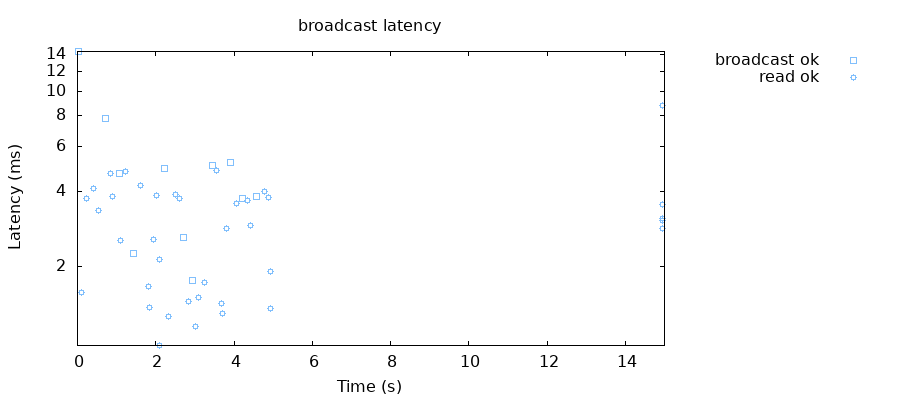 broadcast latency
broadcast ok
read ok
14
12
10
8
6
4
2
Latency (ms)
0 2 4 6 8 10 12 14
Time (s)